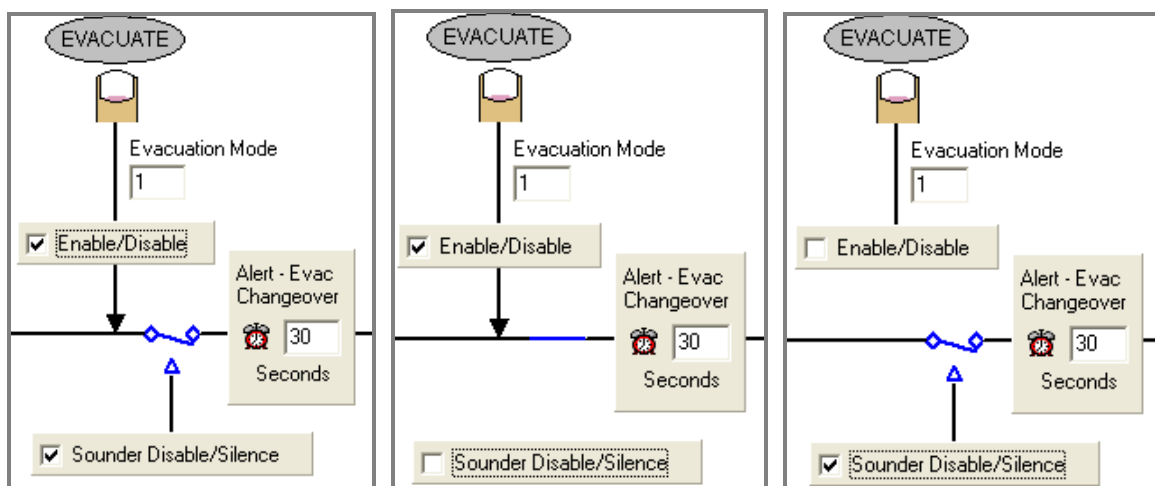 EVACUATE
Evacuation Mode
1
Enable/Disable
Alert - Evac
Changeover
30
Seconds
Sounder Disable/Silence
EVACUATE
Evacuation Mode
1
Enable/Disable
Alert - Evac
Changeover
30
Seconds
Sounder Disable/Silence
EVACUATE
Evacuation Mode
1
Enable/Disable
Alert - Evac
Changeover
30
Seconds
Sounder Disable/Silence